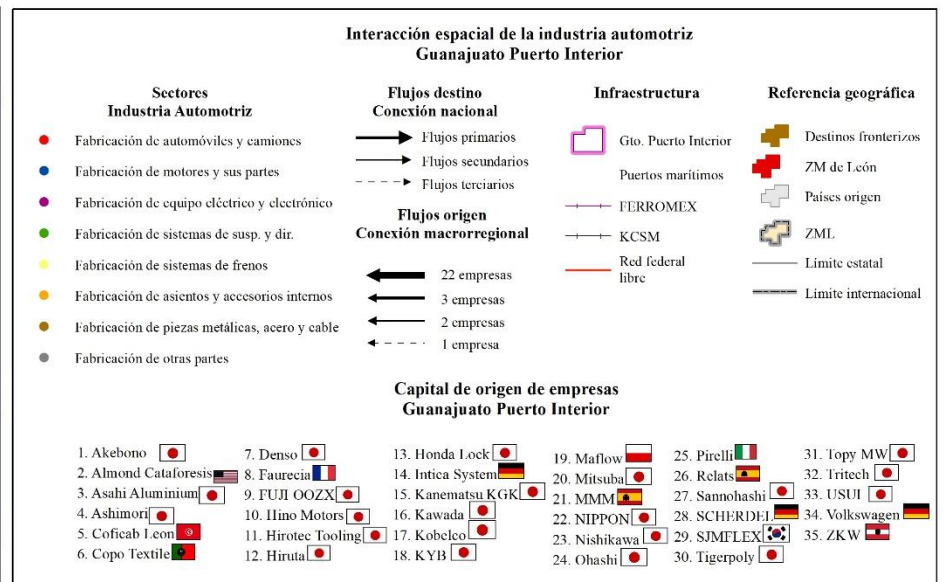 Interacción espacial de la industria automotriz
Guanajuato Puerto Interior
Sectores
Industria Automotriz
Fabricación de automóviles y camiones
Fabricación de motores y sus partes
Fabricación de equipo eléctrico y electrónico
Fabricación de sistemas de susp. y dir.
Fabricación de sistemas de frenos
Fabricación de asientos y accesorios internos
Fabricación de piezas metálicas, acero y cable
Fabricación de otras partes
Flujos destino
Conexión nacional
Flujos primarios
Flujos secundarios
Flujos terciarios
Flujos origen
Conexión macrorregional
22 empresas
3 empresas
2 empresas
1 empresa
Infraestructura
Gto. Puerto Interior
Puertos marítimos
FERROMEX
KCSM
Red federal
libre
Referencia geográfica
Destinos fronterizos
ZM de León
Países origen
ZML
Límite estatal
Límite internacional
Capital de origen de empresas
Guanajuato Puerto Interior
1. Akebono
2. Almond Cataforesis
3. Asahi Aluminium
4. Ashimori
5. Coficab Leon
6. Copo Textile
7. Denso
8. Faurecia
9. FUJI OOZX
10. Hino Motors
11. Hirotec Tooling
12. Hiruta
13. Honda Lock
14. Intica System
15. Kanematsu KGK
16. Kawada
17. Kobelco
18. KYB
19. Maflow
20. Mitsuba
21. MMM
22. NIPPON
23. Nishikawa
24. Ohashi
25. Pirelli
26. Relats
27. Sannohashi
28. SCHERDEL
29. SJMFLEX
30. Tigerpoly
31. Topy MW
32. Tritech
33. USUI
34. Volkswagen
35. ZKW